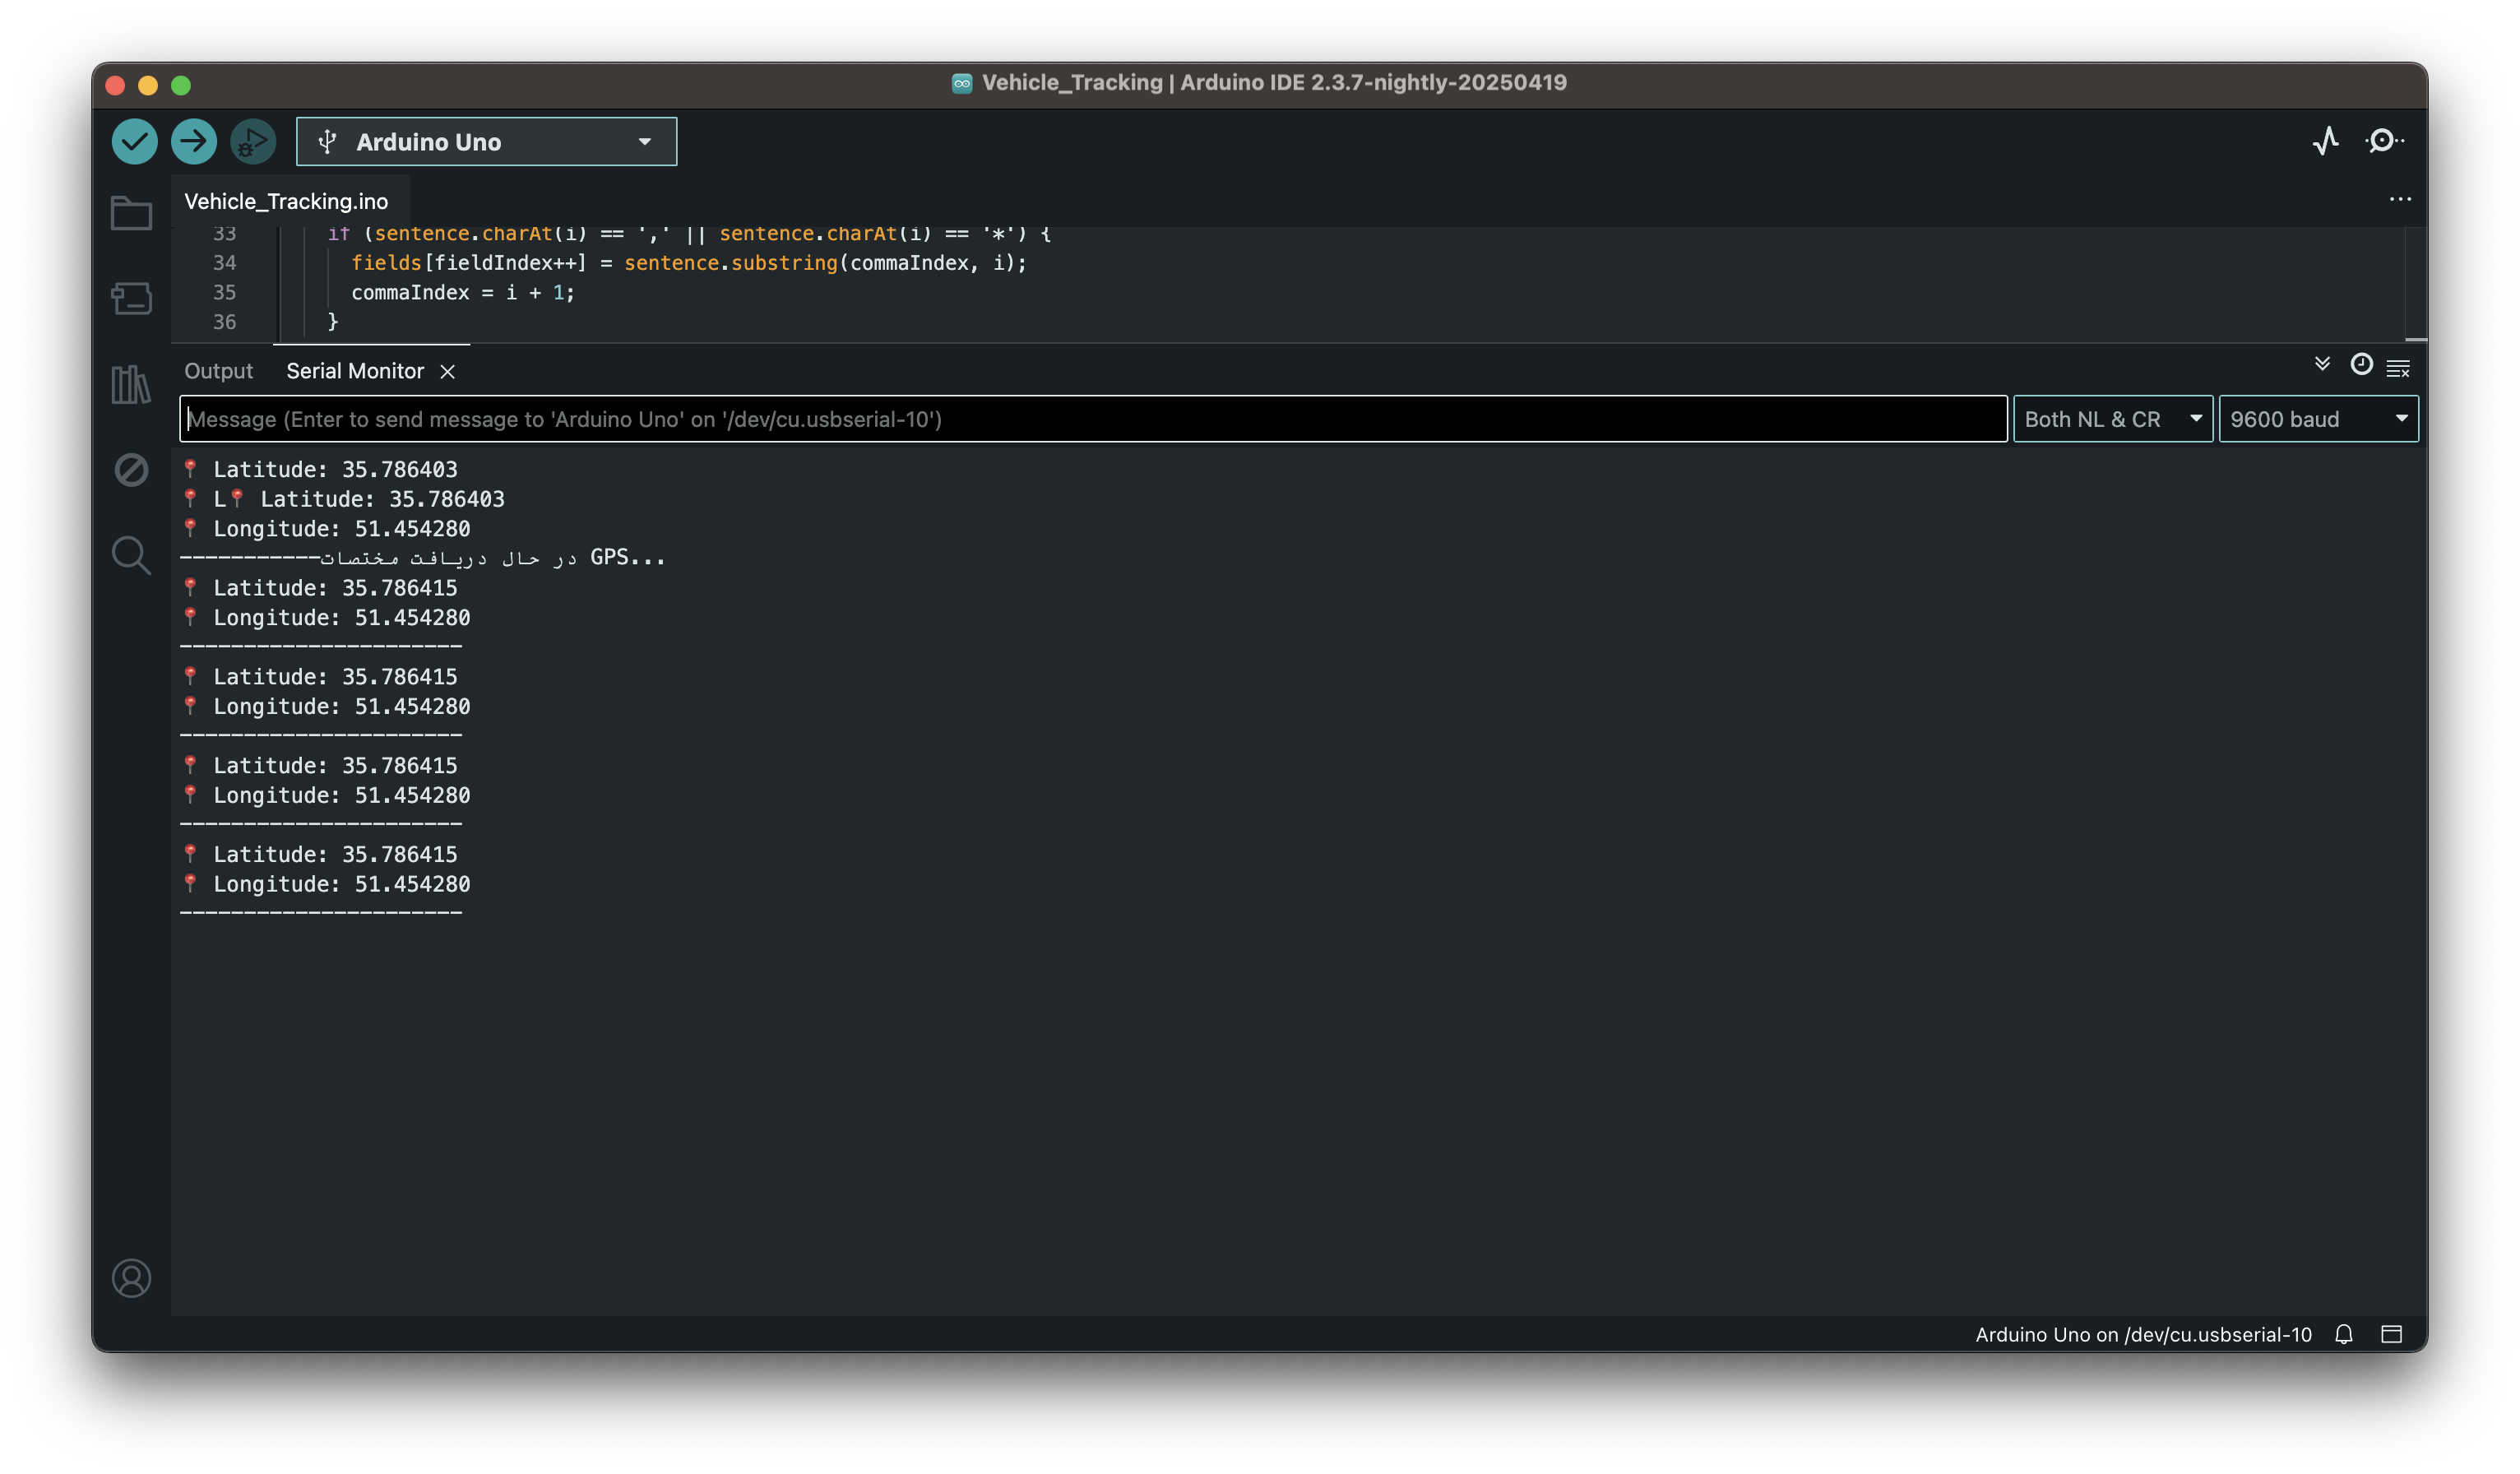 Vehicle_Tracking | Arduino IDE 2.3.7-nightly-20250419
Arduino Uno
Vehicle_Tracking.ino
33 if (sentence.charAt(i) == ',' || sentence.charAt(i) == '*') {
34 fields[fieldIndex++] = sentence.substring(commaIndex, i);
35 commaIndex = i + 1;
36 }
Output Serial Monitor
Message (Enter to send message to 'Arduino Uno' on '/dev/cu.usbserial-10') Both NL & CR 9600 baud
📍 Latitude: 35.786403
📍 L📍 Latitude: 35.786403
📍 Longitude: 51.454280
-----------در حال دریافت مختصات GPS...
📍 Latitude: 35.786415
📍 Longitude: 51.454280
----------------------
📍 Latitude: 35.786415
📍 Longitude: 51.454280
----------------------
📍 Latitude: 35.786415
📍 Longitude: 51.454280
----------------------
📍 Latitude: 35.786415
📍 Longitude: 51.454280
----------------------
Arduino Uno on /dev/cu.usbserial-10